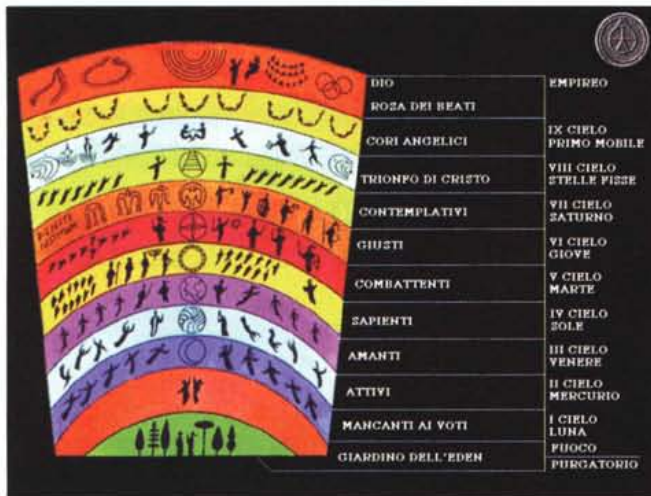 DIO EMPIREO
ROSA DEI BEATI
CORI ANGELICI IX CIELO
PRIMO MOBILE
TRIONFO DI CRISTO VIII CIELO
STELLE FISSE
CONTEMPLATIVI VII CIELO
SATURNO
GIUSTI VI CIELO
GIOVE
COMBATTENTI V CIELO
MARTE
SAPIENTI IV CIELO
SOLE
AMANTI III CIELO
VENERE
ATTIVI II CIELO
MERCURIO
MANCANTI AI VOTI I CIELO
LUNA
FUOCO
GIARDINO DELL'EDEN PURGATORIO